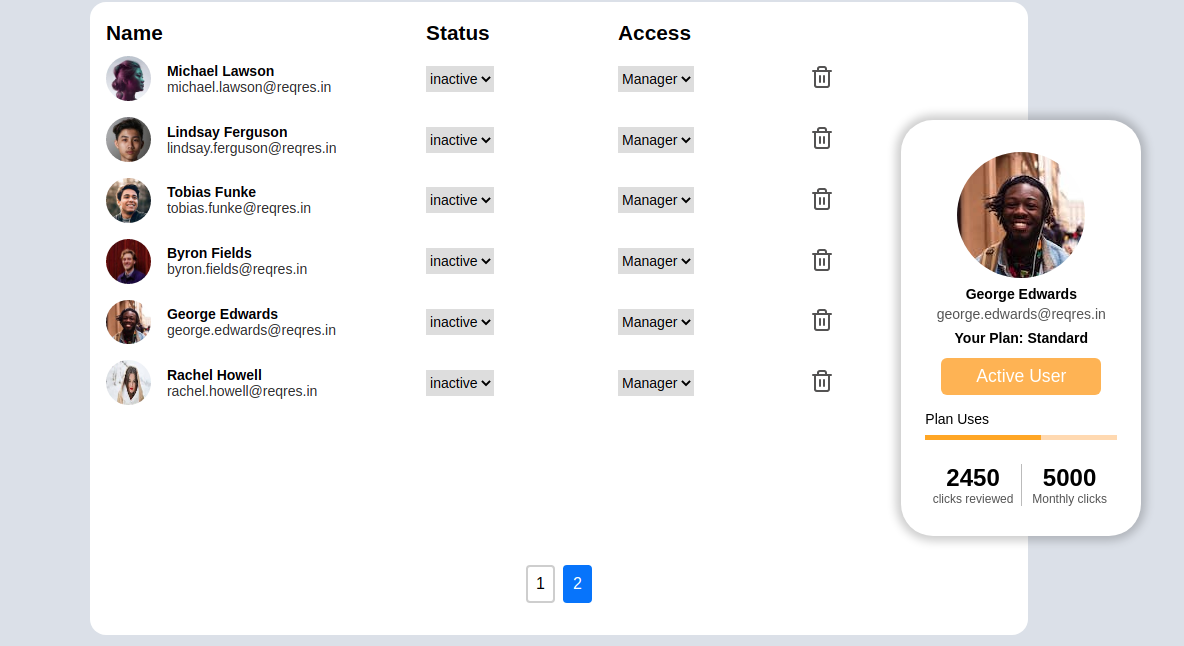 Name Status Access
Michael Lawson
michael.lawson@reqres.in
inactive Manager
Lindsay Ferguson
lindsay.ferguson@reqres.in
inactive Manager
Tobias Funke
tobias.funke@reqres.in
inactive Manager
Byron Fields
byron.fields@reqres.in
inactive Manager
George Edwards
george.edwards@reqres.in
inactive Manager
Rachel Howell
rachel.howell@reqres.in
inactive Manager
1 2
George Edwards
george.edwards@reqres.in
Your Plan: Standard
Active User
Plan Uses
2450 5000
clicks reviewed Monthly clicks